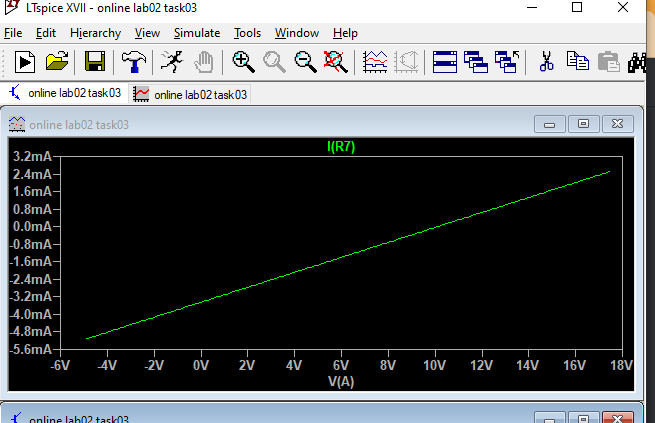 LTspice XVII - online lab02 task03
File Edit Hierarchy View Simulate Tools Window Help
online lab02 task03 online lab02 task03
online lab02 task03
I(R7)
3.2mA
2.4mA
1.6mA
0.8mA
0.0mA
-0.8mA
-1.6mA
-2.4mA
-3.2mA
-4.0mA
-4.8mA
-5.6mA
-6V -4V -2V 0V 2V 4V 6V 8V 10V 12V 14V 16V 18V
V(A)
online lab02 task03